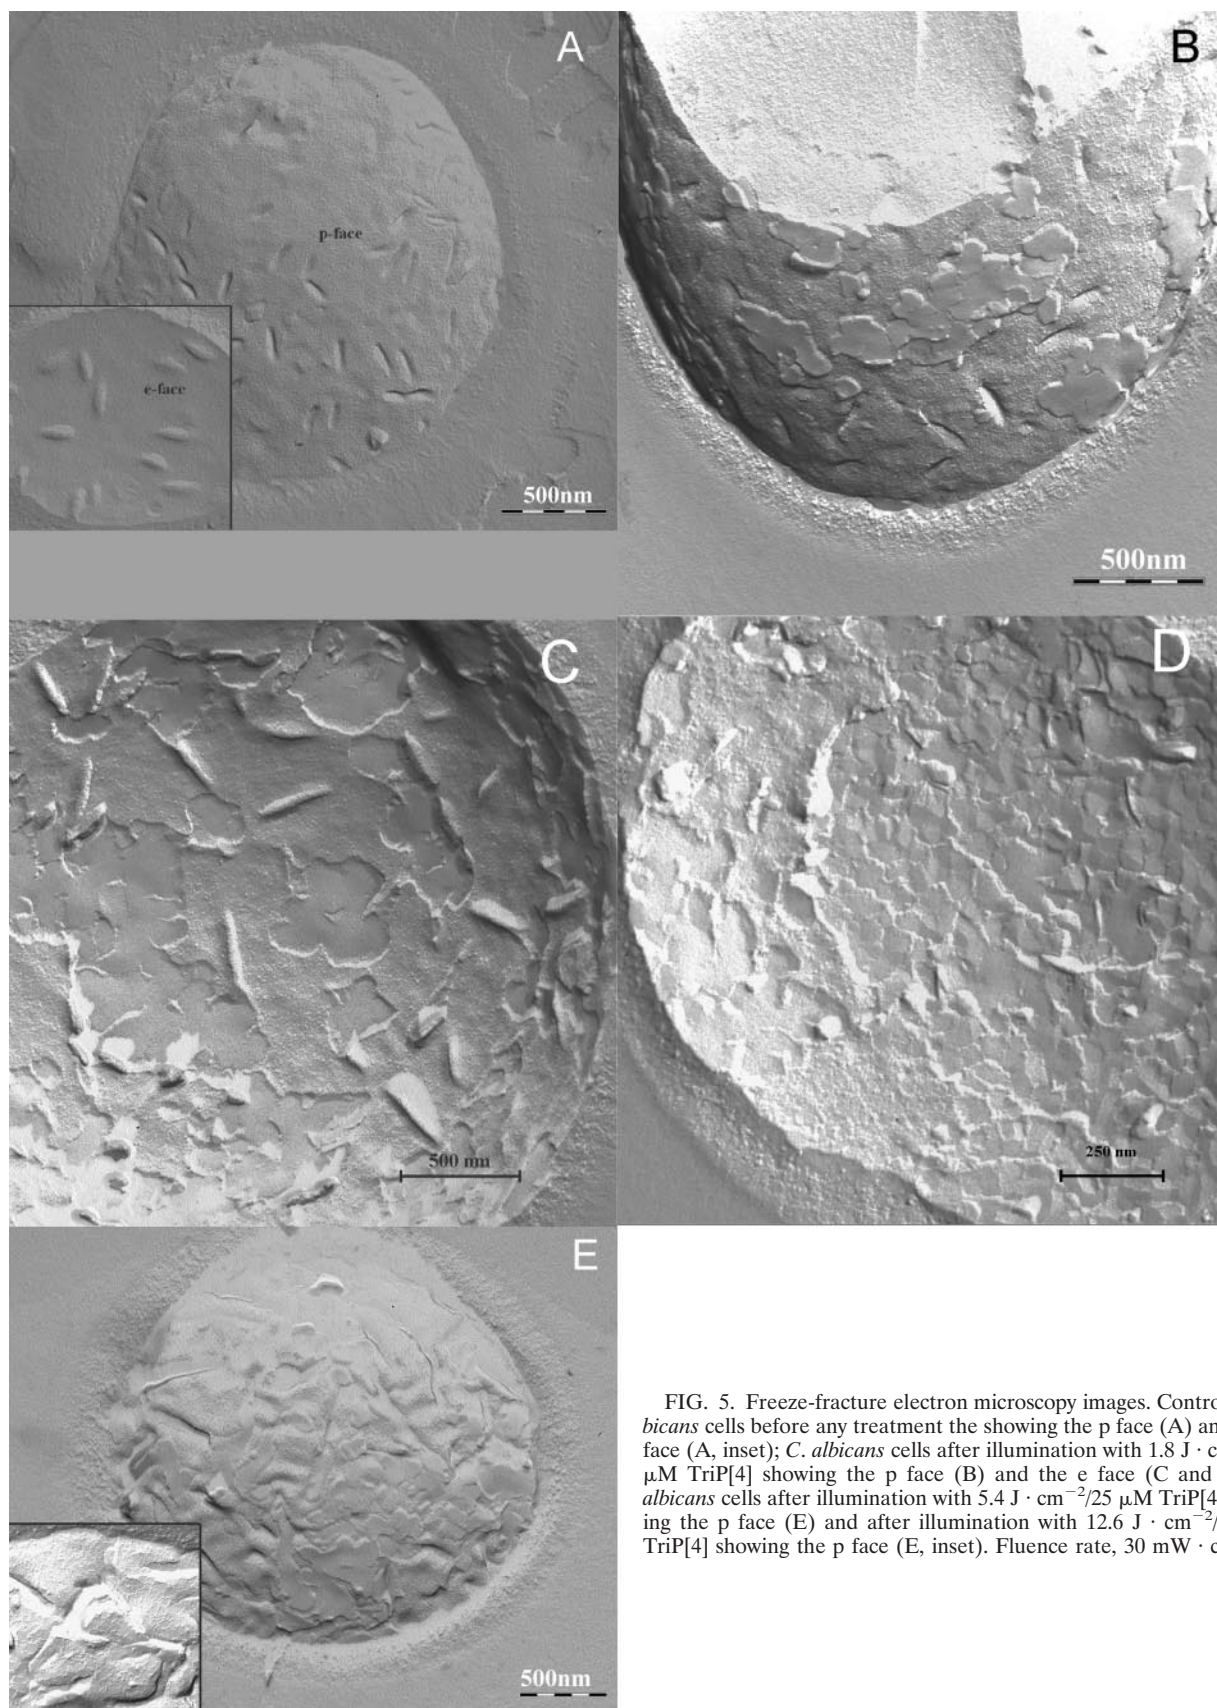 A
p-face
e-face
500nm
B
500nm
C
500 nm
D
250 nm
E
500nm
FIG. 5. Freeze-fracture electron microscopy images. Contro
bicans cells before any treatment the showing the p face (A) an
face (A, inset); C. albicans cells after illumination with 1.8 J · c
μM TriP[4] showing the p face (B) and the e face (C and
albicans cells after illumination with 5.4 J · cm−2/25 μM TriP[4
ing the p face (E) and after illumination with 12.6 J · cm−2/
TriP[4] showing the p face (E, inset). Fluence rate, 30 mW · c